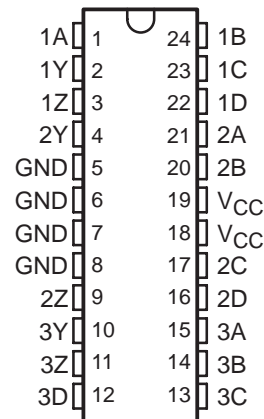 1A 1 24 1B
1Y 2 23 1C
1Z 3 22 1D
2Y 4 21 2A
GND 5 20 2B
GND 6 19 VCC
GND 7 18 VCC
GND 8 17 2C
2Z 9 16 2D
3Y 10 15 3A
3Z 11 14 3B
3D 12 13 3C